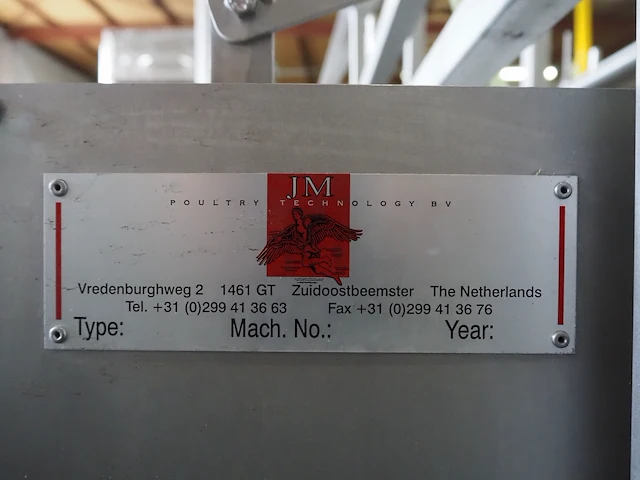 JM
POULTRY TECHNOLOGY BV
Vredenburghweg 2 1461 GT Zuidoostbeemster The Netherlands
Tel. +31 (0)299 41 36 63 Fax +31 (0)299 41 36 76
Type: Mach. No.: Year: